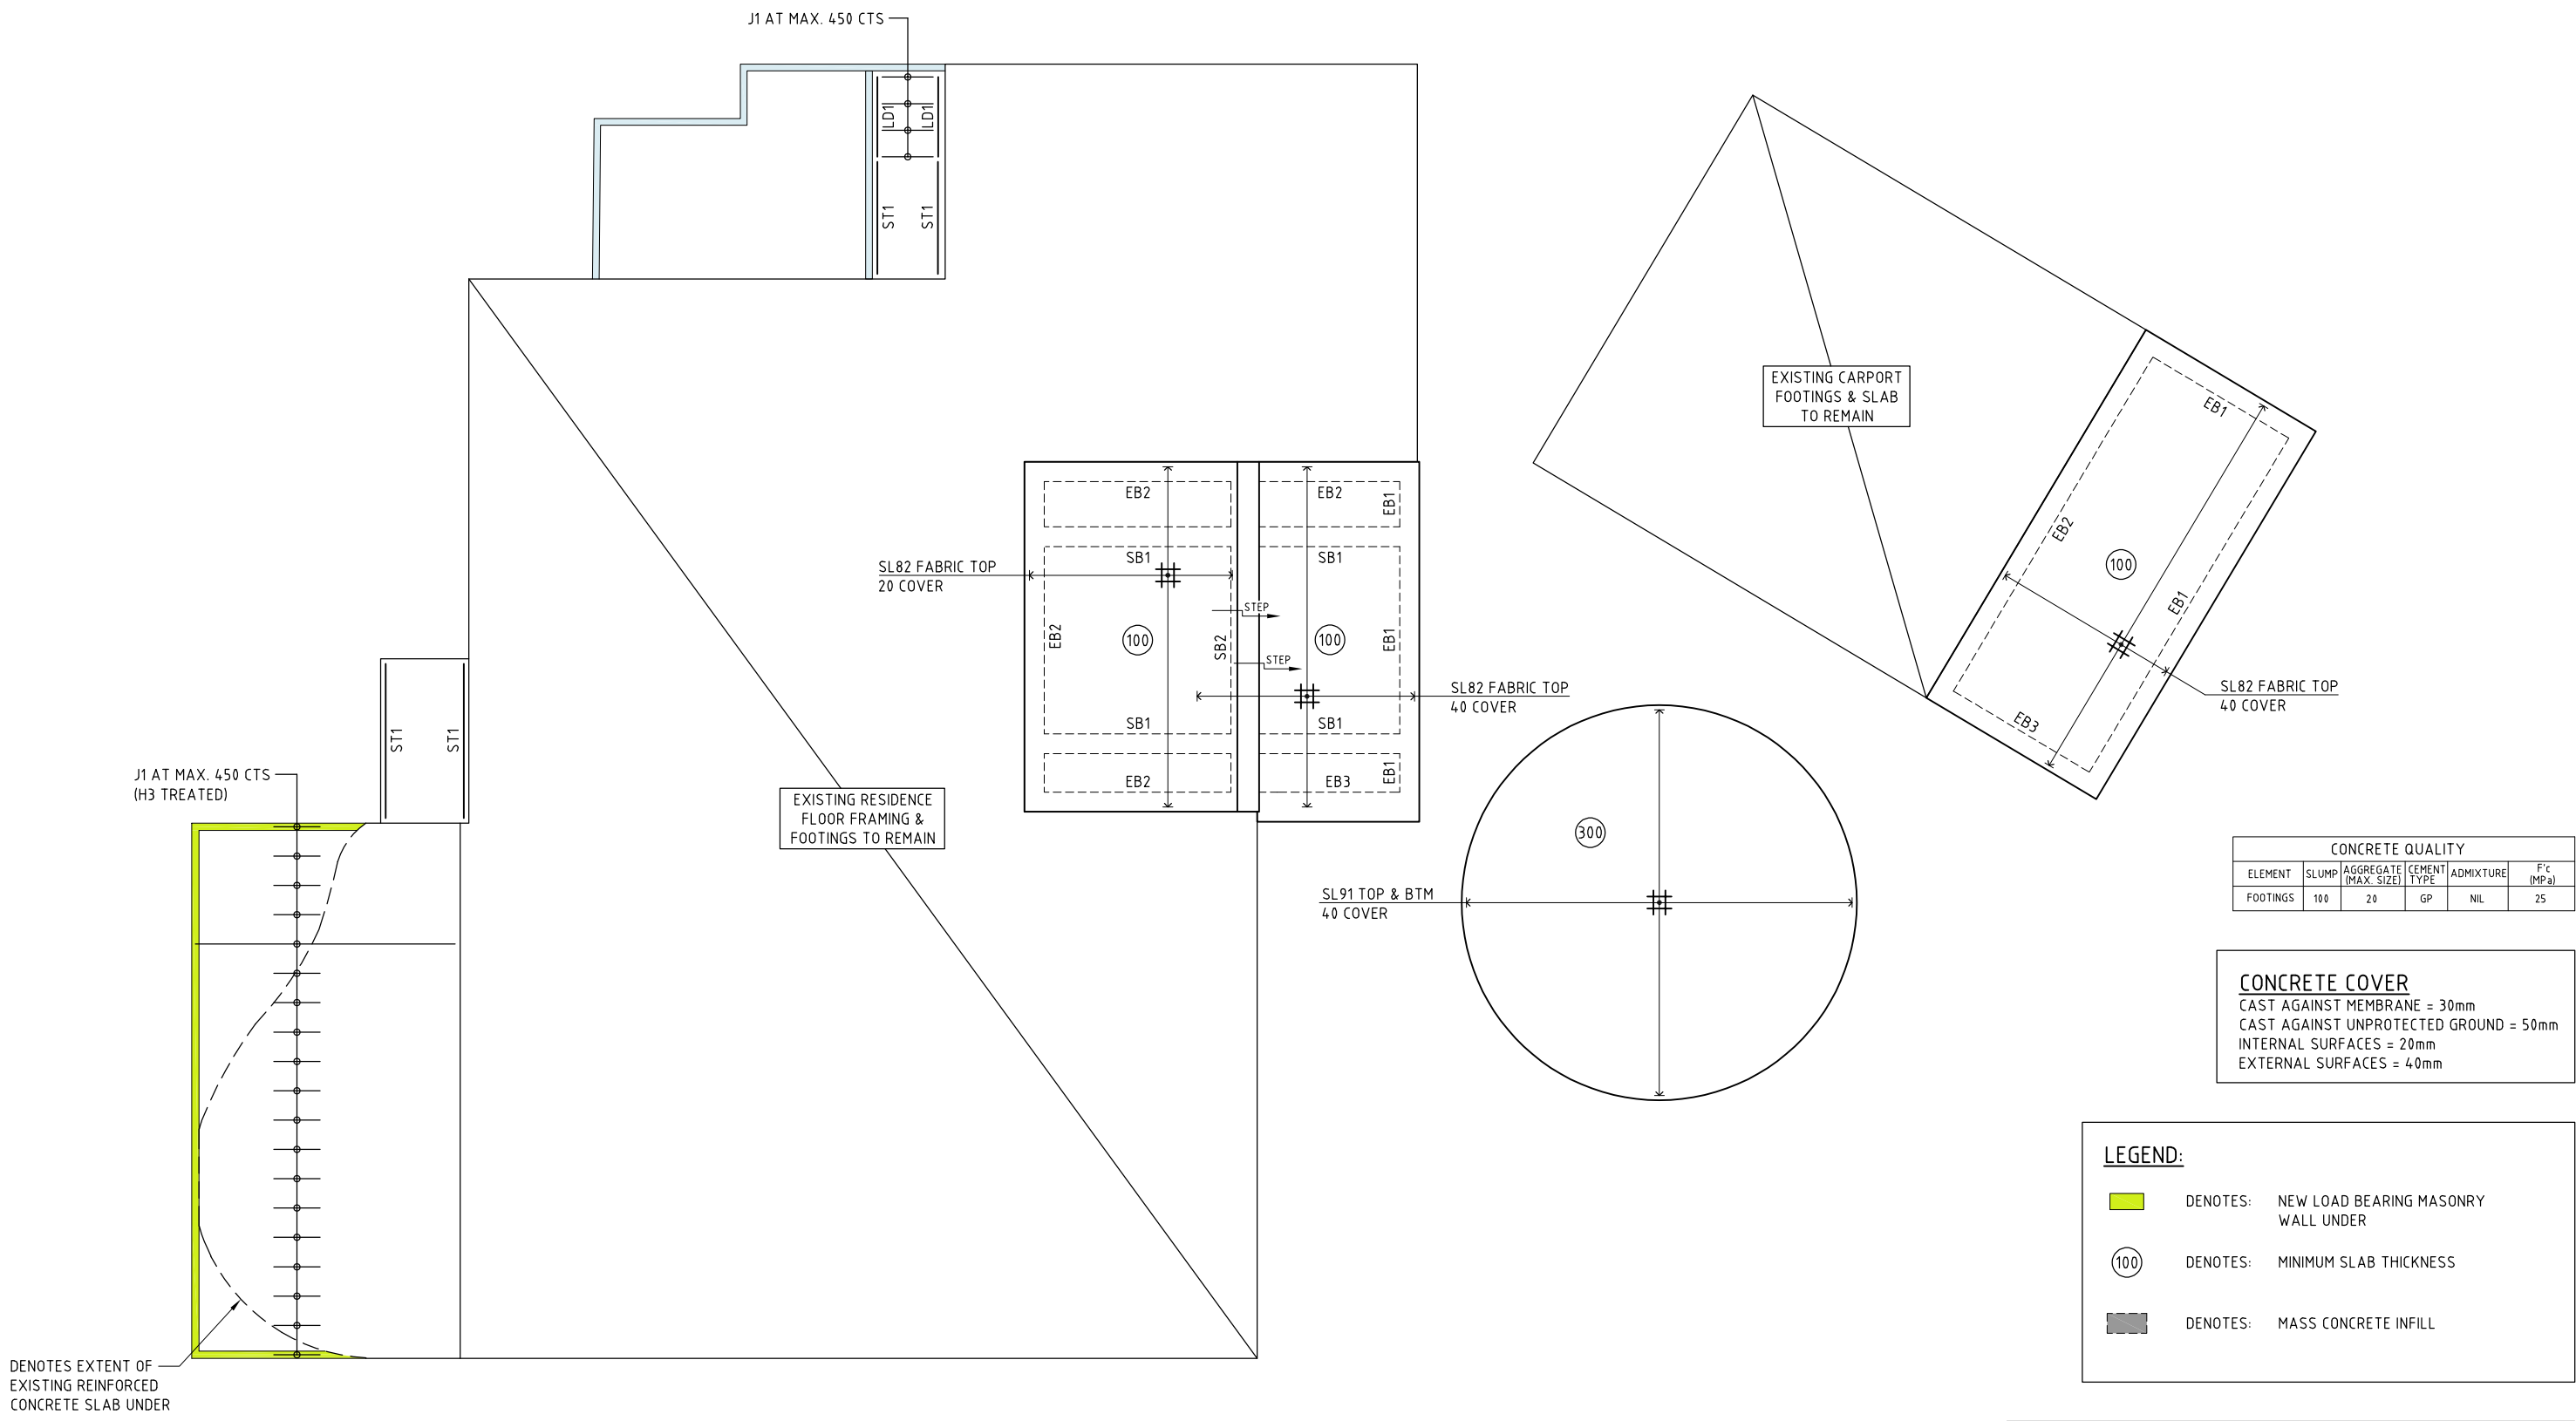 J1 AT MAX. 450 CTS
LD1
LD1
ST1
ST1
EXISTING CARPORT
FOOTINGS & SLAB
TO REMAIN
EB1
EB2
100
EB1
EB3
SL82 FABRIC TOP
40 COVER
EB2
EB2
EB1
SB1
SB1
SL82 FABRIC TOP
20 COVER
STEP
EB2
100
SB2
100
EB1
STEP
SL82 FABRIC TOP
40 COVER
SB1
SB1
EB2
EB3
EB1
ST1
ST1
J1 AT MAX. 450 CTS
(H3 TREATED)
EXISTING RESIDENCE
FLOOR FRAMING &
FOOTINGS TO REMAIN
300
SL91 TOP & BTM
40 COVER
CONCRETE QUALITY
ELEMENT SLUMP AGGREGATE (MAX. SIZE) CEMENT TYPE ADMIXTURE F'c (MPa)
FOOTINGS 100 20 GP NIL 25
CONCRETE COVER
CAST AGAINST MEMBRANE = 30mm
CAST AGAINST UNPROTECTED GROUND = 50mm
INTERNAL SURFACES = 20mm
EXTERNAL SURFACES = 40mm
LEGEND:
DENOTES: NEW LOAD BEARING MASONRY
WALL UNDER
100 DENOTES: MINIMUM SLAB THICKNESS
DENOTES: MASS CONCRETE INFILL
DENOTES EXTENT OF
EXISTING REINFORCED
CONCRETE SLAB UNDER